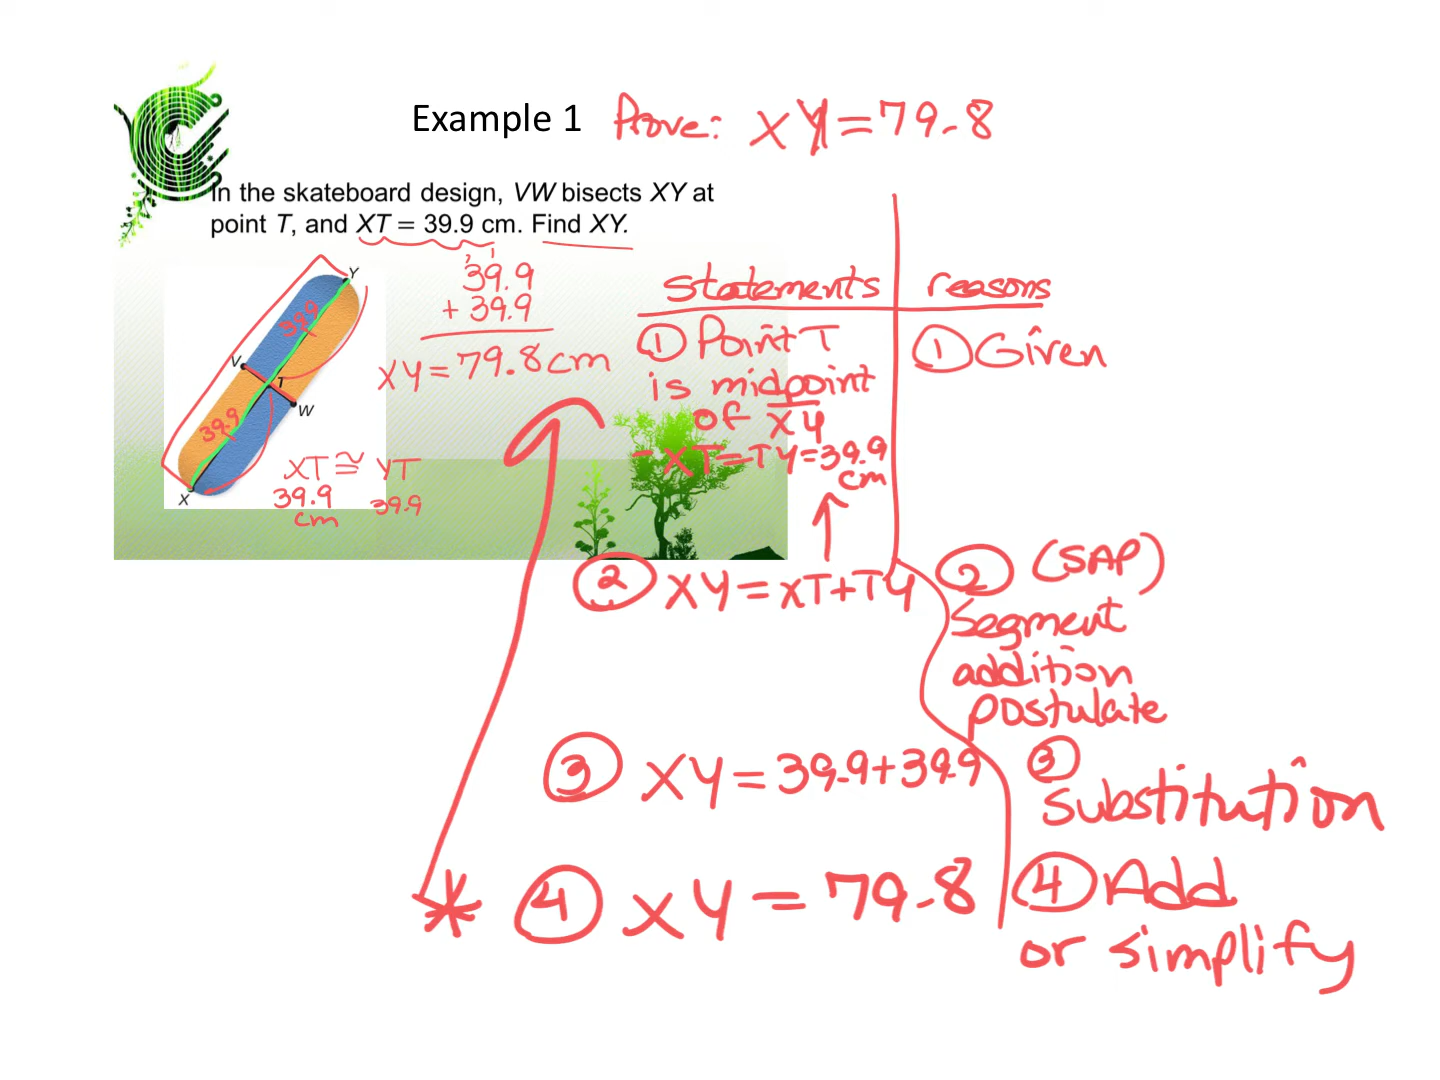 Example 1 Prove: XY=79.8
In the skateboard design, VW bisects XY at
point T, and XT = 39.9 cm. Find XY.
39.9
+ 39.9
XY=79.8cm
Y
39.9
V
T
W
39.9
X
XT ≅ YT
39.9 39.9
cm
statements reasons
① Point T ① Given
is midpoint
of XY
- XT=TY=39.9
cm
② XY=XT+TY ② (SAP)
Segment
addition
postulate
③ XY=39.9+39.9 ③
substitution
* ④ XY=79.8 ④ Add
or simplify